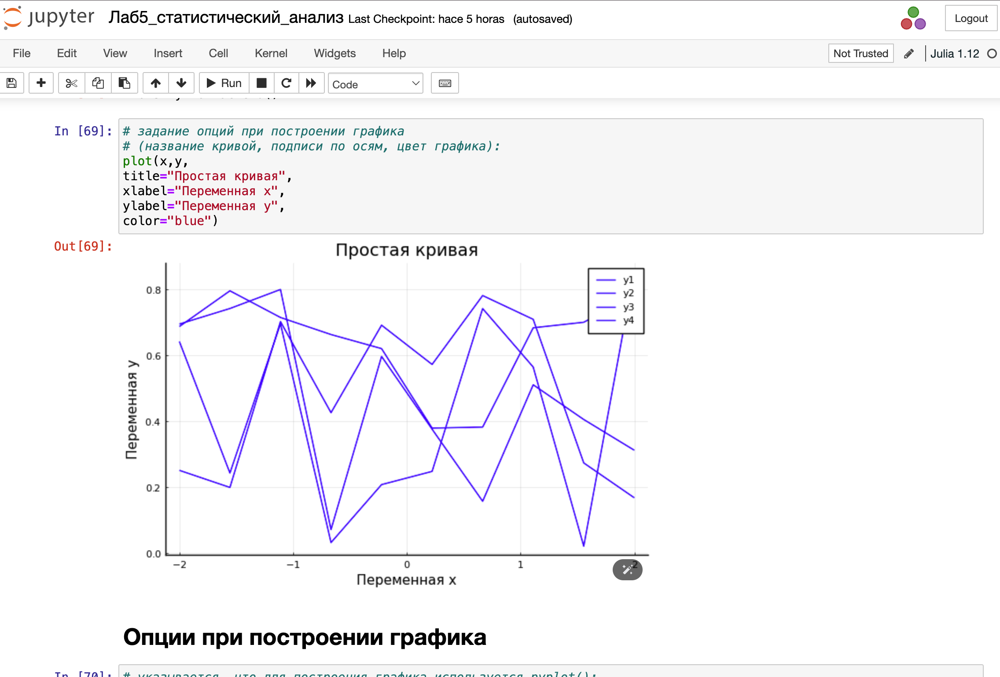 jupyter Лаб5_статистический_анализ Last Checkpoint: hace 5 horas (autosaved)
Logout
File Edit View Insert Cell Kernel Widgets Help
Not Trusted
Julia 1.12
Run
Code
In [69]:
# задание опций при построении графика
# (название кривой, подписи по осям, цвет графика):
plot(x,y,
title="Простая кривая",
xlabel="Переменная x",
ylabel="Переменная y",
color="blue")
Out[69]:
Простая кривая
y1
y2
y3
y4
0.8
0.6
0.4
0.2
0.0
Переменная y
−2 −1 0 1 2
Переменная x
Опции при построении графика
In [70]:
# указывается, что для построения графика используется pyplot():